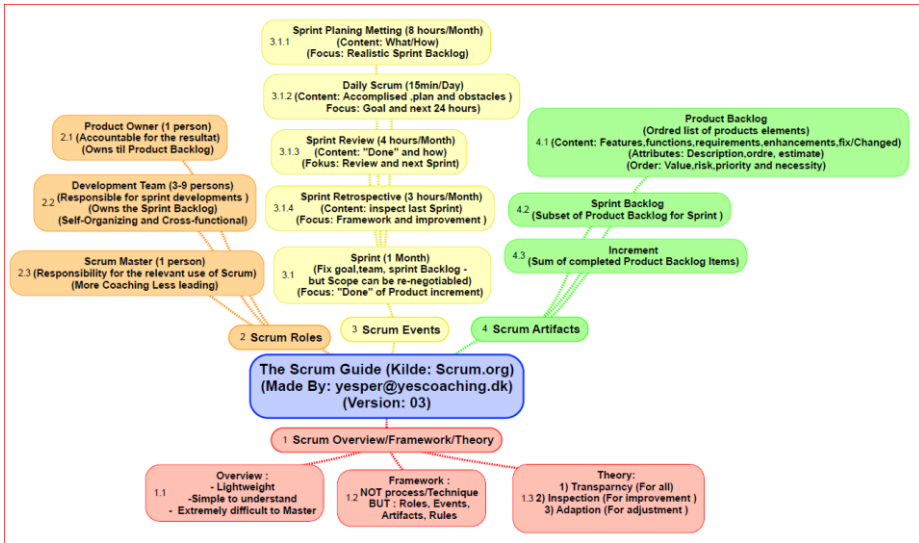 3.1.1 Sprint Planing Metting (8 hours/Month)
(Content: What/How)
(Focus: Realistic Sprint Backlog)
3.1.2 Daily Scrum (15min/Day)
(Content: Accomplised ,plan and obstacles )
Focus: Goal and next 24 hours)
3.1.3 Sprint Review (4 hours/Month)
(Content: "Done" and how)
(Fokus: Review and next Sprint)
3.1.4 Sprint Retrospective (3 hours/Month)
(Content: inspect last Sprint)
(Focus: Framework and improvement )
3.1 Sprint (1 Month)
(Fix goal,team, sprint Backlog -
but Scope can be re-negotiabled)
(Focus: "Done" of Product increment)
3 Scrum Events
2.1 Product Owner (1 person)
(Accountable for the resultat)
(Owns til Product Backlog)
2.2 Development Team (3-9 persons)
(Responsible for sprint developments )
(Owns the Sprint Backlog)
(Self-Organizing and Cross-functional)
2.3 Scrum Master (1 person)
(Responsibility for the relevant use of Scrum)
(More Coaching Less leading)
2 Scrum Roles
4.1 Product Backlog
(Ordred list of products elements)
(Content: Features,functions,requirements,enhancements,fix/Changed)
(Attributes: Description,ordre, estimate)
(Order: Value,risk,priority and necessity)
4.2 Sprint Backlog
(Subset of Product Backlog for Sprint )
4.3 Increment
(Sum of completed Product Backlog Items)
4 Scrum Artifacts
The Scrum Guide (Kilde: Scrum.org)
(Made By: yesper@yescoaching.dk)
(Version: 03)
1 Scrum Overview/Framework/Theory
1.1 Overview :
- Lightweight
-Simple to understand
- Extremely difficult to Master
1.2 Framework :
NOT process/Technique
BUT : Roles, Events,
Artifacts, Rules
1.3 Theory:
1) Transparncy (For all)
2) Inspection (For improvement )
3) Adaption (For adjustment )